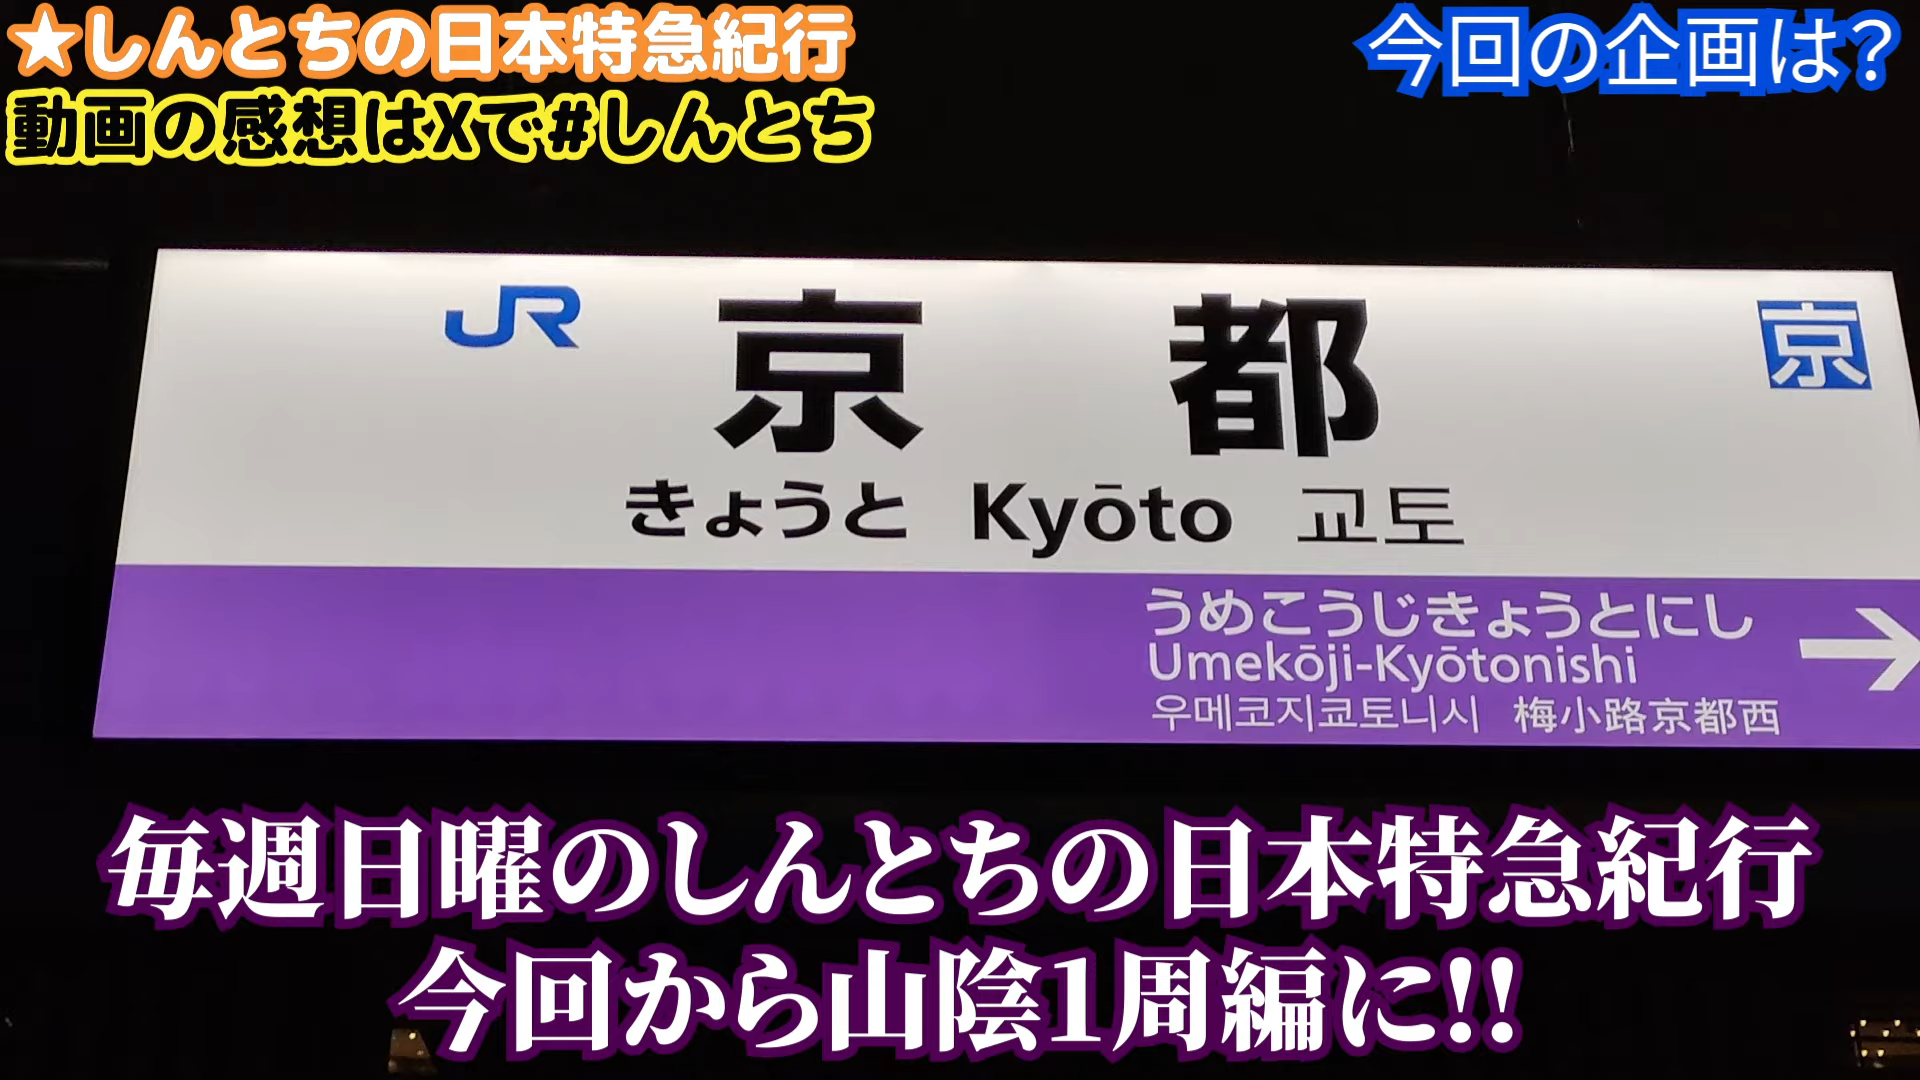 ★しんとちの日本特急紀行
今回の企画は？
動画の感想はXで#しんとち
JR 京都 京
きょうと Kyōto 교토
うめこうじきょうとにし
Umekōji-Kyōtonishi
우메코지쿄토니시 梅小路京都西
毎週日曜のしんとちの日本特急紀行
今回から山陰1周編に!!